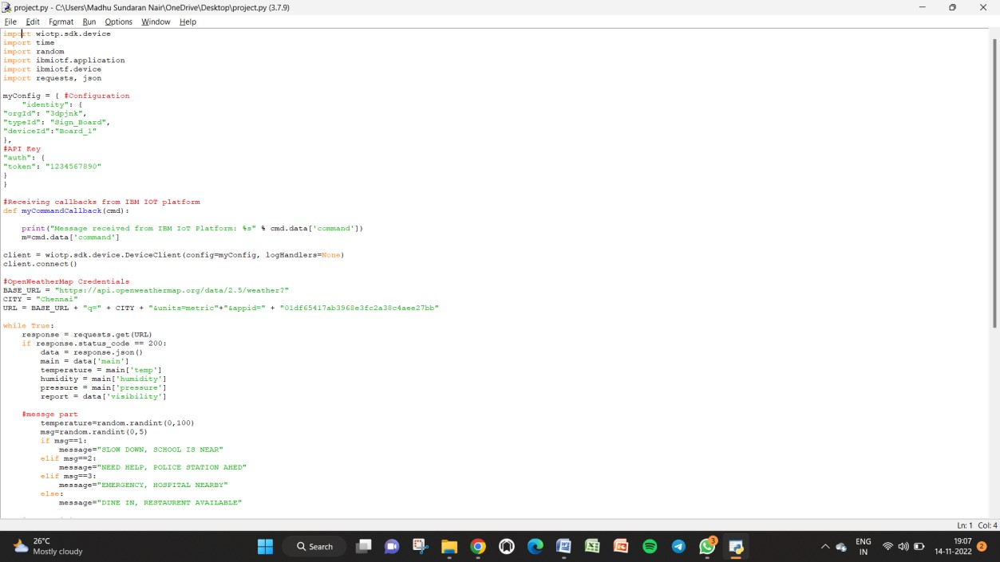 project.py - C:\Users\Madhu Sundaran Nair\OneDrive\Desktop\project.py (3.7.9)
File Edit Format Run Options Window Help
import wiotp.sdk.device
import time
import random
import ibmiotf.application
import ibmiotf.device
import requests, json
myConfig = { #Configuration
    "identity": {
"orgId": "3dpjnk",
"typeId": "Sign_Board",
"deviceId":"Board_1"
},
#API Key
"auth": {
"token": "1234567890"
}
}
#Receiving callbacks from IBM IOT platform
def myCommandCallback(cmd):
    print("Message received from IBM IoT Platform: %s" % cmd.data['command'])
    m=cmd.data['command']
client = wiotp.sdk.device.DeviceClient(config=myConfig, logHandlers=None)
client.connect()
#OpenWeatherMap Credentials
BASE_URL = "https://api.openweathermap.org/data/2.5/weather?"
CITY = "Chennai"
URL = BASE_URL + "q=" + CITY + "&units=metric"+"&appid=" + "01df65417ab3968e3fc2a38c4aee27bb"
while True:
    response = requests.get(URL)
    if response.status_code == 200:
        data = response.json()
        main = data['main']
        temperature = main['temp']
        humidity = main['humidity']
        pressure = main['pressure']
        report = data['visibility']
    #messge part
        temperature=random.randint(0,100)
        msg=random.randint(0,5)
        if msg==1:
            message="SLOW DOWN, SCHOOL IS NEAR"
        elif msg==2:
            message="NEED HELP, POLICE STATION AHED"
        elif msg==3:
            message="EMERGENCY, HOSPITAL NEARBY"
        else:
            message="DINE IN, RESTAURENT AVAILABLE"
Ln: 1 Col: 4
26°C
Mostly cloudy
Search
3
ENG
IN
19:07
14-11-2022
2